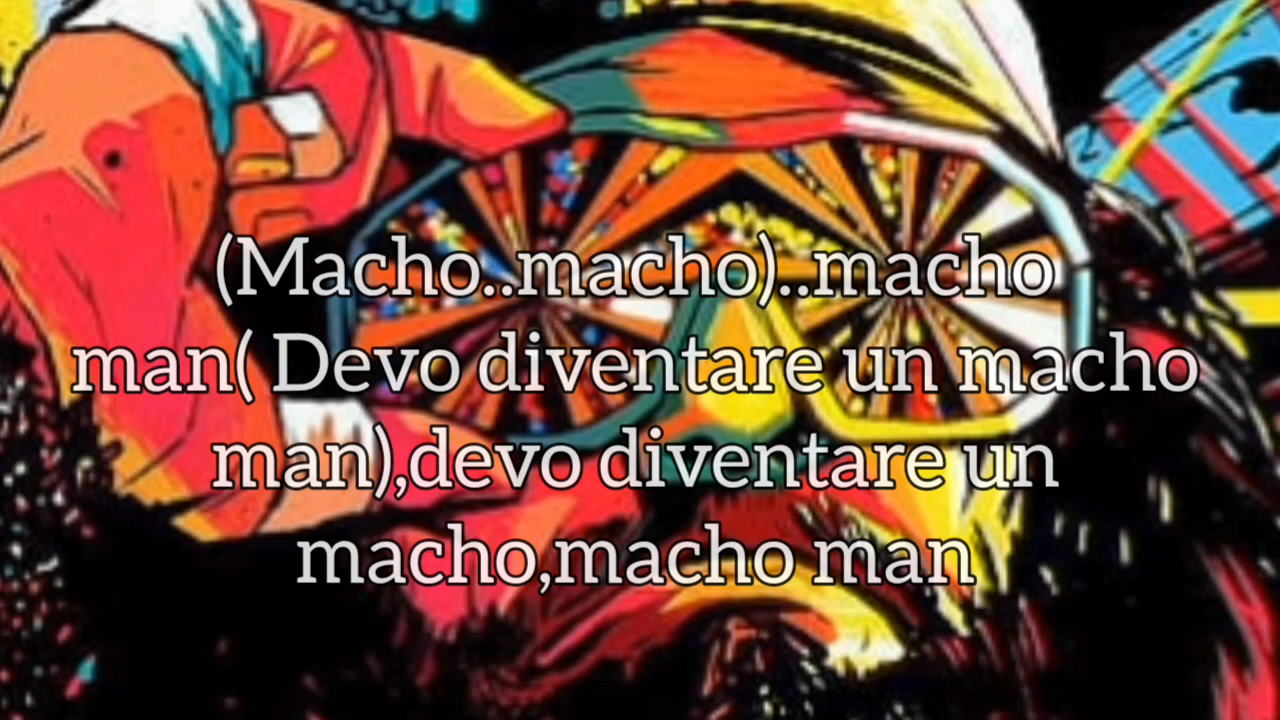 (Macho..macho)..macho
man( Devo diventare un macho
man),devo diventare un
macho,macho man